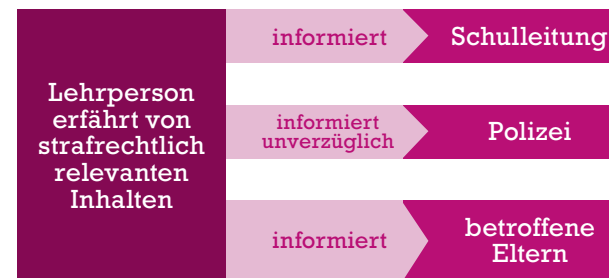 Lehrperson
erfährt von
strafrechtlich
relevanten
Inhalten
informiert
Schulleitung
informiert
unverzüglich
Polizei
informiert
betroffene
Eltern